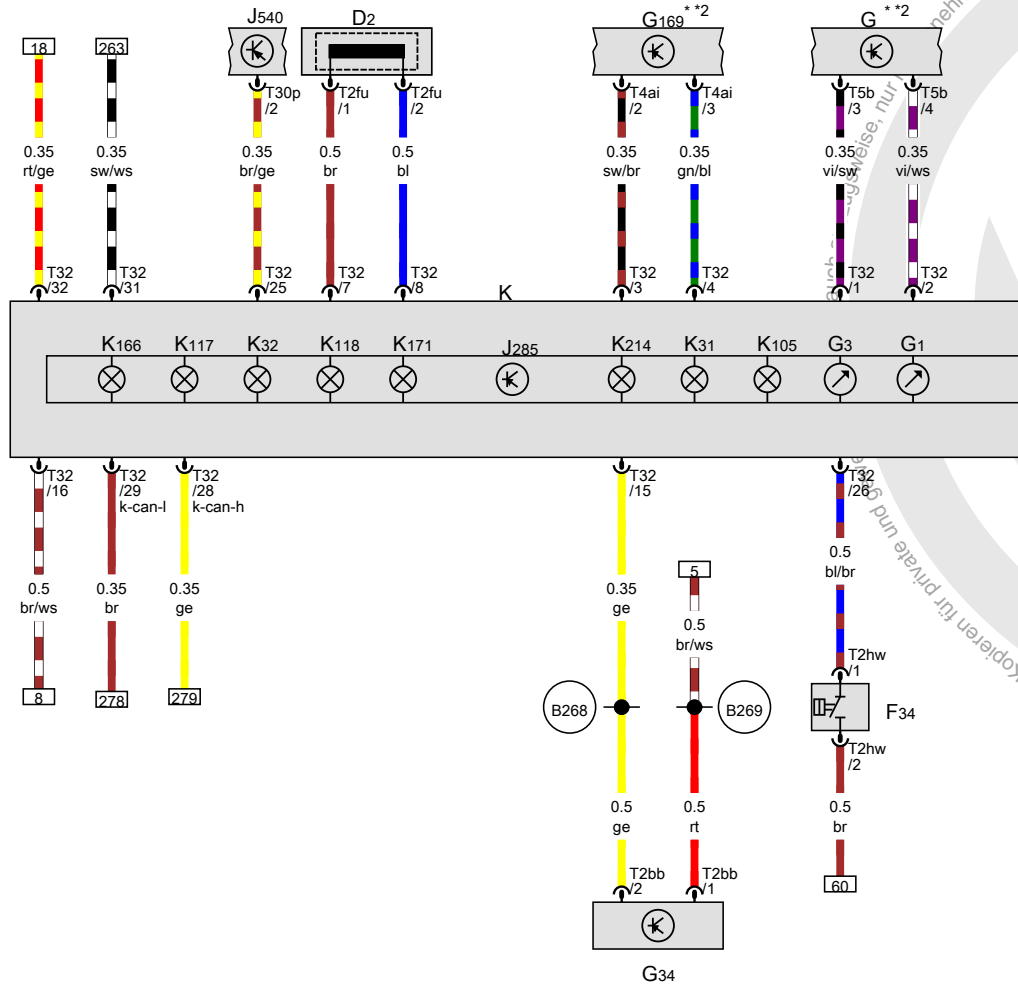 J540
D2
G169 * *2
G * *2
18
263
T30p
/2
T2fu
/1
T2fu
/2
T4ai
/2
T4ai
/3
T5b
/3
T5b
/4
0.35
rt/ge
0.35
sw/ws
0.35
br/ge
0.5
br
0.5
bl
0.35
sw/br
0.35
gn/bl
0.35
vi/sw
0.35
vi/ws
T32
/32
T32
/31
T32
/25
T32
/7
T32
/8
T32
/3
T32
/4
T32
/1
T32
/2
K
K166
K117
K32
K118
K171
J285
K214
K31
K105
G3
G1
T32
/16
T32
/29
k-can-l
T32
/28
k-can-h
T32
/15
T32
/26
0.5
br/ws
0.35
br
0.35
ge
0.35
ge
5
0.5
br/ws
0.5
bl/br
8
278
279
B268
B269
T2hw
/1
F34
T2hw
/2
0.5
ge
0.5
rt
0.5
br
60
T2bb
/2
T2bb
/1
G34
Kopieren für private und
nur